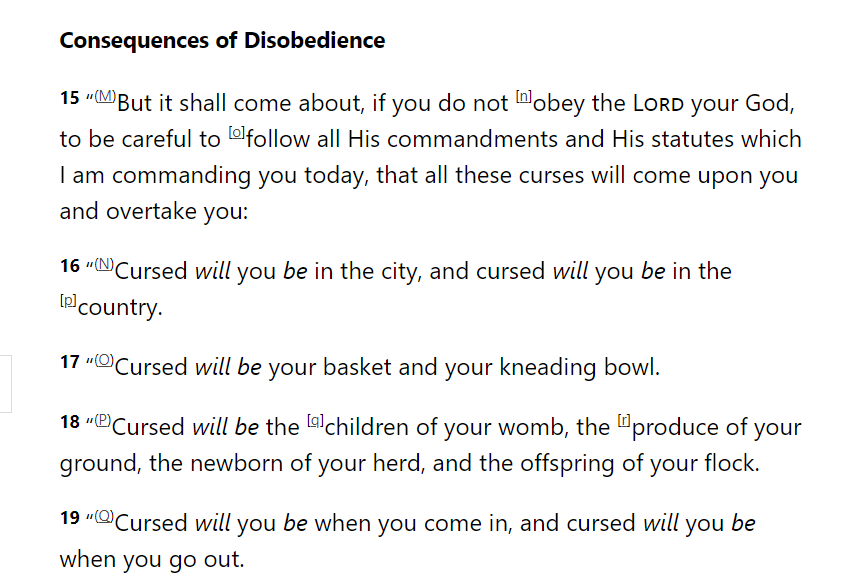 Consequences of Disobedience
15 “(M)But it shall come about, if you do not [n]obey the LORD your God,
to be careful to [o]follow all His commandments and His statutes which
I am commanding you today, that all these curses will come upon you
and overtake you:
16 “(N)Cursed will you be in the city, and cursed will you be in the
[p]country.
17 “(O)Cursed will be your basket and your kneading bowl.
18 “(P)Cursed will be the [q]children of your womb, the [r]produce of your
ground, the newborn of your herd, and the offspring of your flock.
19 “(Q)Cursed will you be when you come in, and cursed will you be
when you go out.